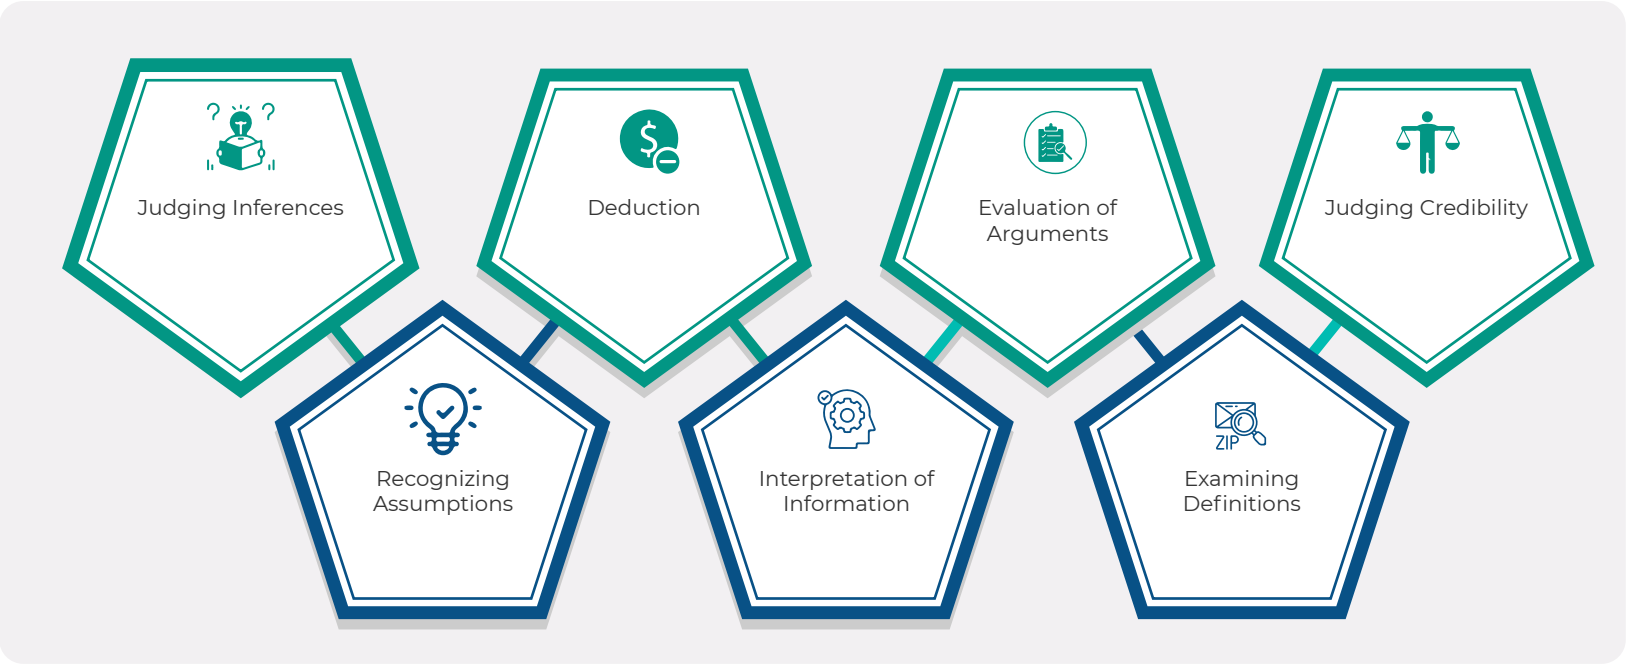 Judging Inferences
Deduction
Evaluation of
Arguments
Judging Credibility
Recognizing
Assumptions
Interpretation of
Information
ZIP
Examining
Definitions